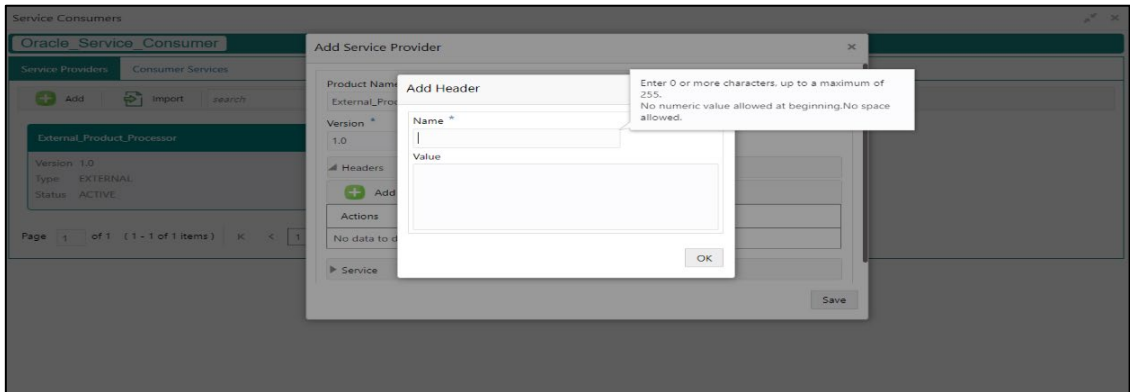 Service Consumers
Oracle_Service_Consumer
Service Providers Consumer Services
Add Import search
External_Product_Processor
Version 1.0
Type EXTERNAL
Status ACTIVE
Page 1 of 1 (1 - 1 of 1 items) K < 1
Add Service Provider
Product Name
External_Proc
Version *
1.0
Headers
Add
Actions
No data to d
Service
Save
Add Header
Name *
Value
OK
Enter 0 or more characters. up to a maximum of
255.
No numeric value allowed at beginning.No space
allowed.